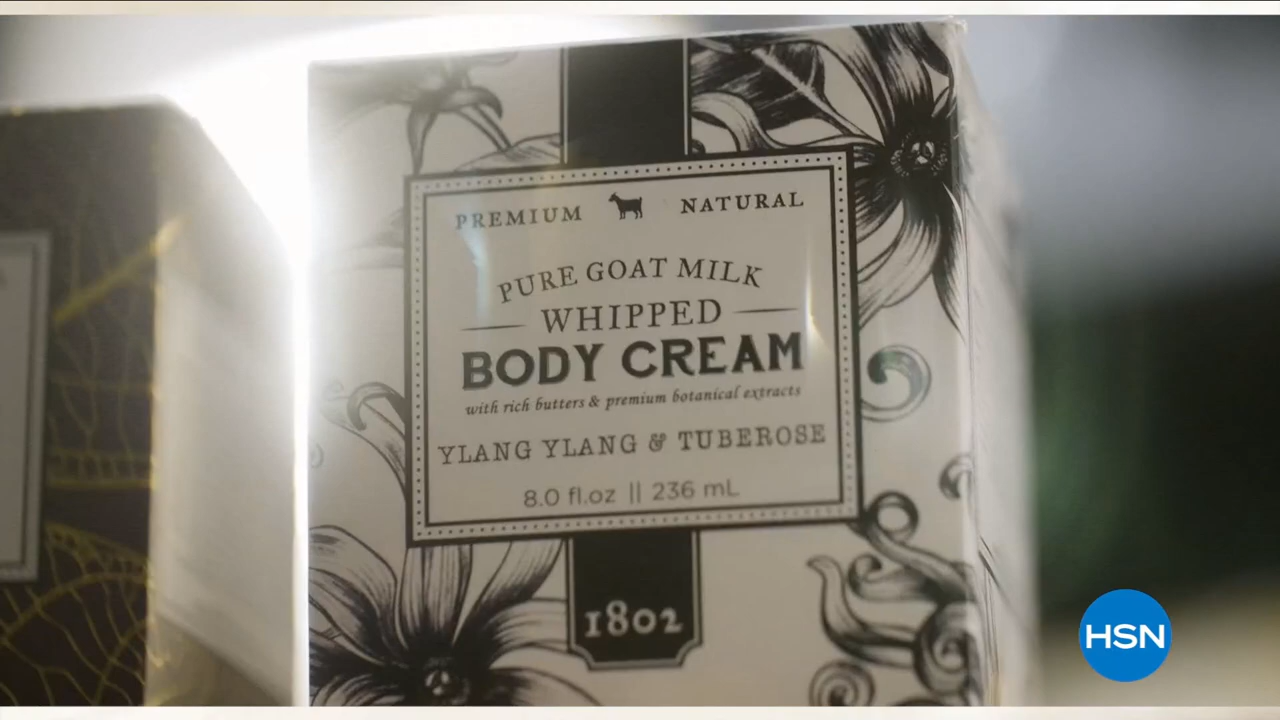 PREMIUM NATURAL
PURE GOAT MILK
WHIPPED
BODY CREAM
with rich butters & premium botanical extracts
YLANG YLANG & TUBEROSE
8.0 fl.oz || 236 mL
1802
HSN